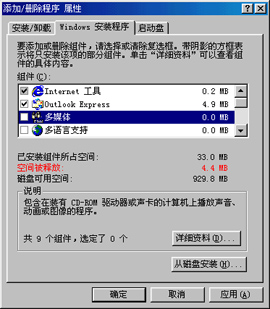 添加/删除程序 属性
安装/卸载 Windows 安装程序 启动盘
要添加或删除组件，请选择或清除复选框。带阴影的方框表
示将只安装该项的部分组件。单击“详细资料”可以查看组
件的具体内容。
组件(C):
Internet 工具 0.2 MB
Outlook Express 4.9 MB
多媒体 0.0 MB
多语言支持 0.0 MB
已安装组件所占空间: 33.0 MB
空间被释放: 4.4 MB
磁盘可用空间: 929.8 MB
说明
包含在装有 CD-ROM 驱动器或声卡的计算机上播放声音、
动画或图像的程序。
共 9 个组件，选定了 0 个 详细资料(D)...
从磁盘安装(H)...
确定 取消 应用(A)